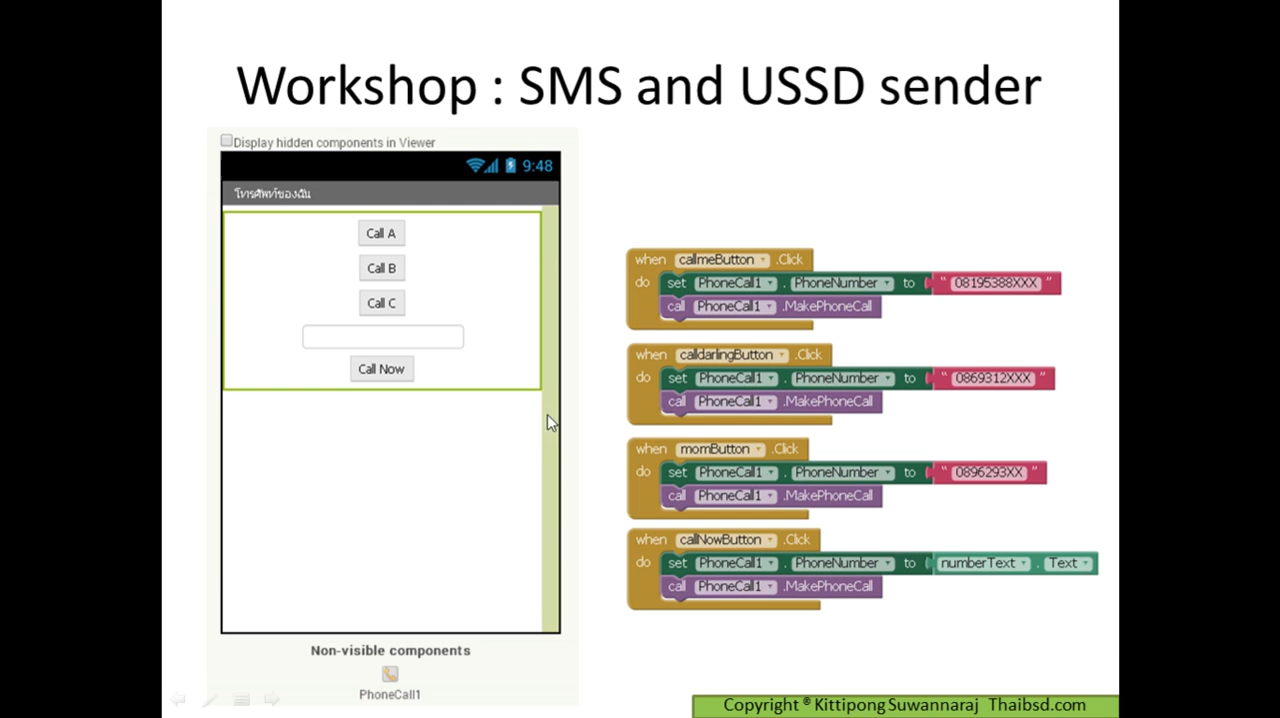 Workshop : SMS and USSD sender
Display hidden components in Viewer
9:48
โทรศัพท์ของฉัน
Call A
Call B
Call C
Call Now
Non-visible components
PhoneCall1
when callmeButton .Click
do set PhoneCall1 . PhoneNumber to " 08195388XXX "
call PhoneCall1 .MakePhoneCall
when calldarlingButton .Click
do set PhoneCall1 . PhoneNumber to " 0869312XXX "
call PhoneCall1 .MakePhoneCall
when momButton .Click
do set PhoneCall1 . PhoneNumber to " 0896293XX "
call PhoneCall1 .MakePhoneCall
when callNowButton .Click
do set PhoneCall1 . PhoneNumber to numberText . Text
call PhoneCall1 .MakePhoneCall
Copyright ® Kittipong Suwannaraj Thaibsd.com